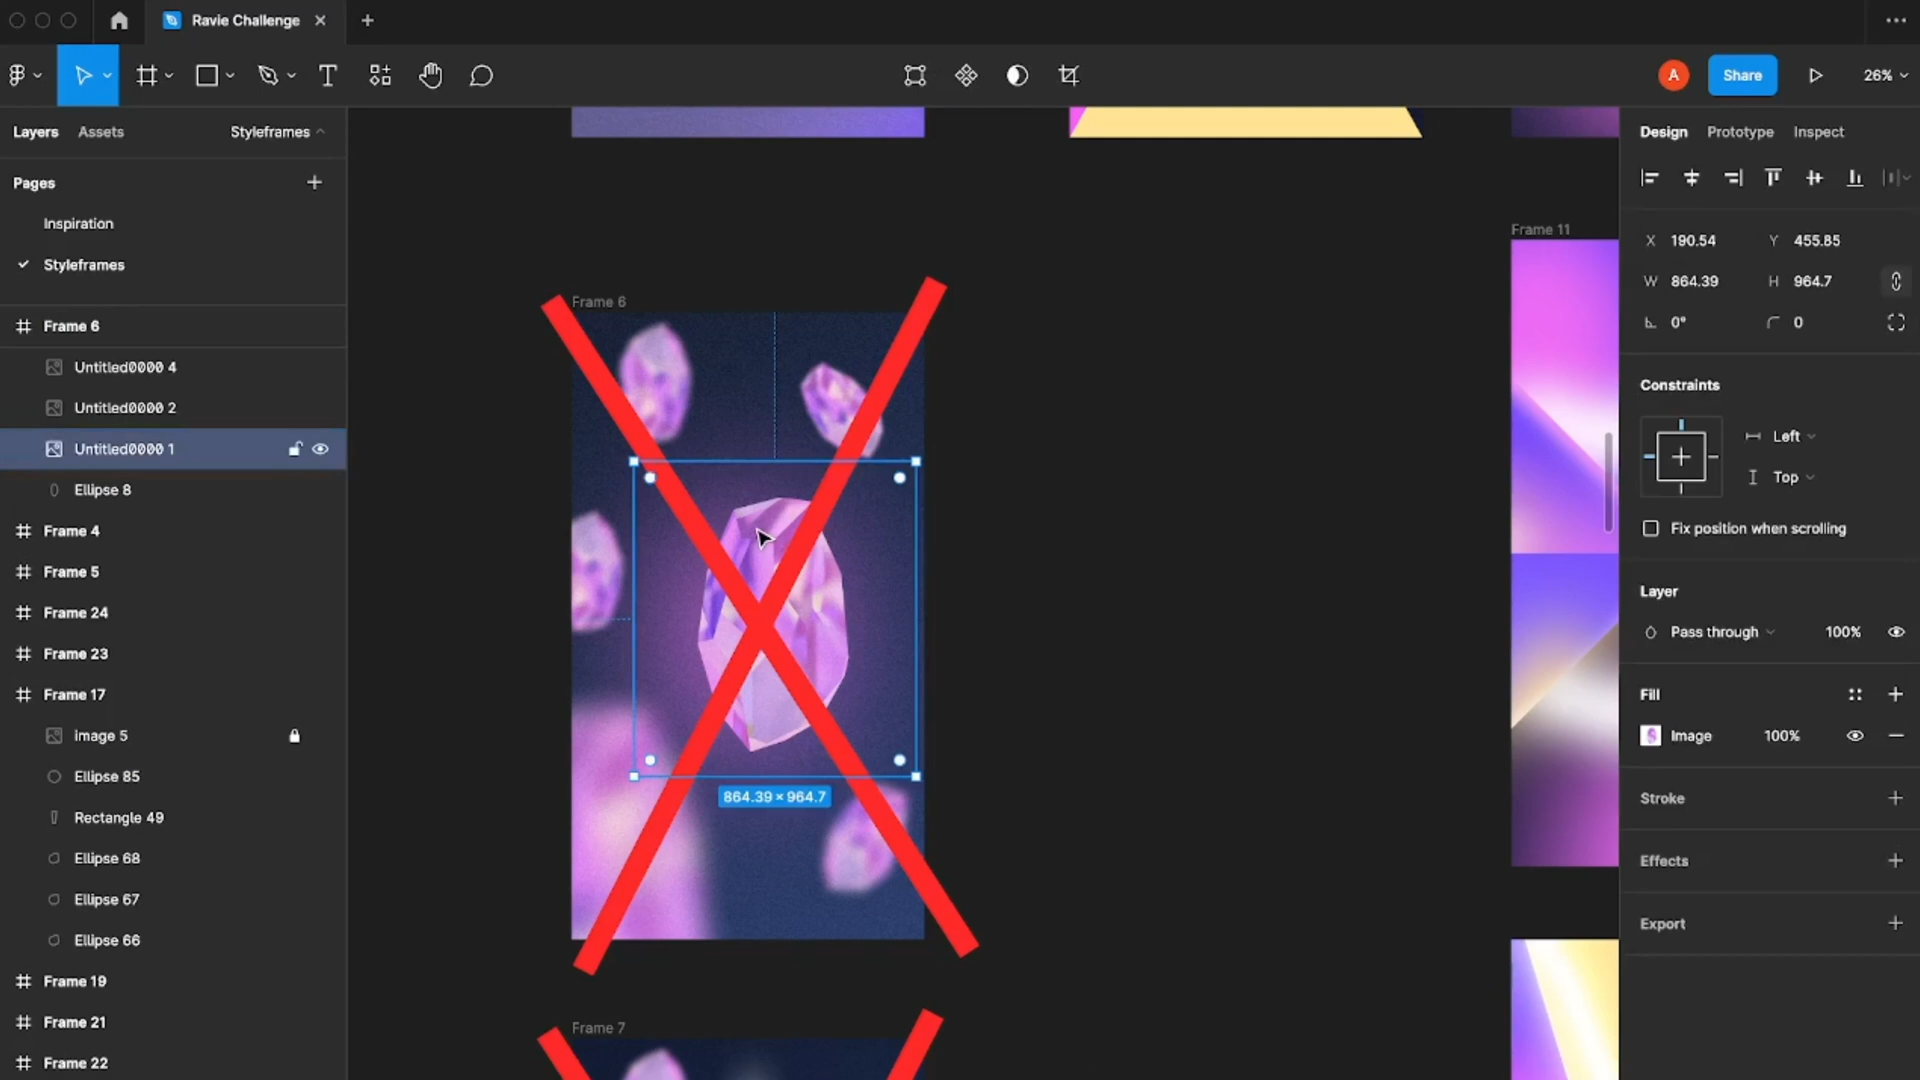 Ravie Challenge
T
A
Share
26%
Layers
Assets
Styleframes
Pages
Inspiration
Styleframes
Frame 6
Untitled0000 4
Untitled0000 2
Untitled0000 1
Ellipse 8
Frame 4
Frame 5
Frame 24
Frame 23
Frame 17
image 5
Ellipse 85
Rectangle 49
Ellipse 68
Ellipse 67
Ellipse 66
Frame 19
Frame 21
Frame 22
Frame 6
864.39 × 964.7
Frame 7
Frame 11
Design
Prototype
Inspect
X 190.54 Y 455.85
W 864.39 H 964.7
0° 0
Constraints
Left
Top
Fix position when scrolling
Layer
Pass through 100%
Fill
Image 100%
Stroke
Effects
Export